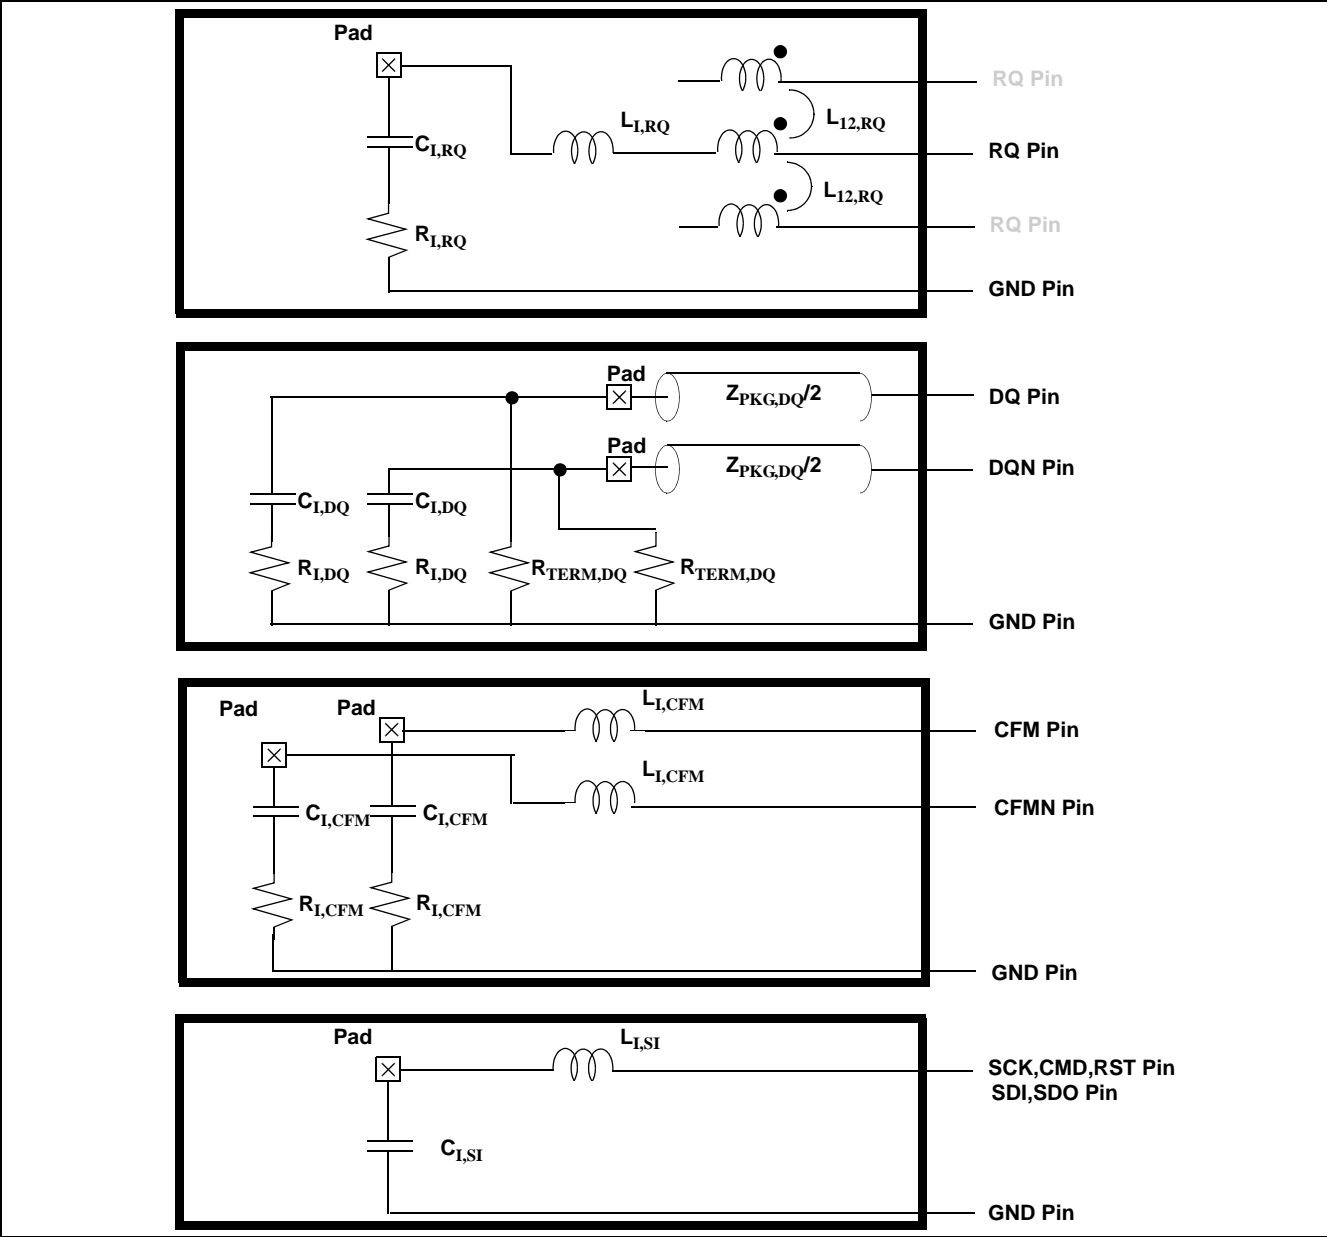 Pad
RQ Pin
L_I,RQ
L_12,RQ
C_I,RQ
RQ Pin
L_12,RQ
R_I,RQ
RQ Pin
GND Pin
Pad
Z_PKG,DQ/2
DQ Pin
Pad
Z_PKG,DQ/2
DQN Pin
C_I,DQ
C_I,DQ
R_I,DQ
R_I,DQ
R_TERM,DQ
R_TERM,DQ
GND Pin
Pad
Pad
L_I,CFM
CFM Pin
L_I,CFM
C_I,CFM
C_I,CFM
CFMN Pin
R_I,CFM
R_I,CFM
GND Pin
Pad
L_I,SI
SCK,CMD,RST Pin
SDI,SDO Pin
C_I,SI
GND Pin